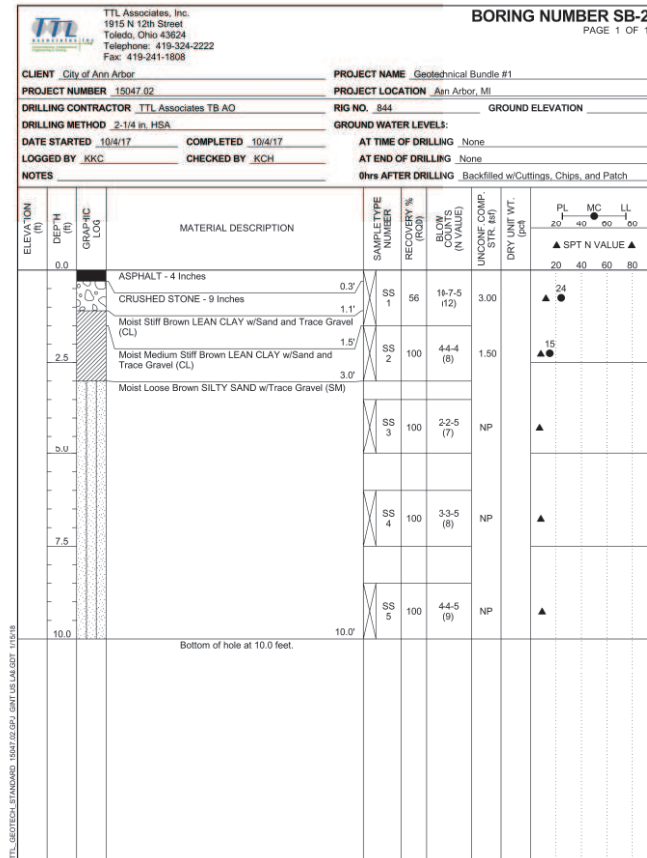 TTL
associates, inc.
TTL Associates, Inc.
1915 N 12th Street
Toledo, Ohio 43624
Telephone: 419-324-2222
Fax: 419-241-1808
BORING NUMBER SB-2
PAGE 1 OF 1
CLIENT City of Ann Arbor
PROJECT NAME Geotechnical Bundle #1
PROJECT NUMBER 15047.02
PROJECT LOCATION Ann Arbor, MI
DRILLING CONTRACTOR TTL Associates TB AO
RIG NO. 844 GROUND ELEVATION
DRILLING METHOD 2-1/4 in. HSA
GROUND WATER LEVELS:
DATE STARTED 10/4/17 COMPLETED 10/4/17
AT TIME OF DRILLING None
LOGGED BY KKC CHECKED BY KCH
AT END OF DRILLING None
NOTES
0hrs AFTER DRILLING Backfilled w/Cuttings, Chips, and Patch
ELEVATION
(ft)
DEPTH
(ft)
GRAPHIC
LOG
MATERIAL DESCRIPTION
SAMPLE TYPE
NUMBER
RECOVERY %
(RQD)
BLOW
COUNTS
(N VALUE)
UNCONF. COMP.
STR. (tsf)
DRY UNIT WT.
(pcf)
PL MC LL
20 40 60 80
▲ SPT N VALUE ▲
20 40 60 80
0.0
ASPHALT - 4 Inches
0.3'
CRUSHED STONE - 9 Inches
1.1'
SS
1
56
10-7-5
(12)
3.00
24
Moist Stiff Brown LEAN CLAY w/Sand and Trace Gravel
(CL)
1.5'
Moist Medium Stiff Brown LEAN CLAY w/Sand and
Trace Gravel (CL)
3.0'
2.5
SS
2
100
4-4-4
(8)
1.50
15
Moist Loose Brown SILTY SAND w/Trace Gravel (SM)
SS
3
100
2-2-5
(7)
NP
5.0
SS
4
100
3-3-5
(8)
NP
7.5
SS
5
100
4-4-5
(9)
NP
10.0
10.0'
Bottom of hole at 10.0 feet.
TTL_GEOTECH_STANDARD 15047.02.GPJ GINT US LAB.GDT 1/15/18